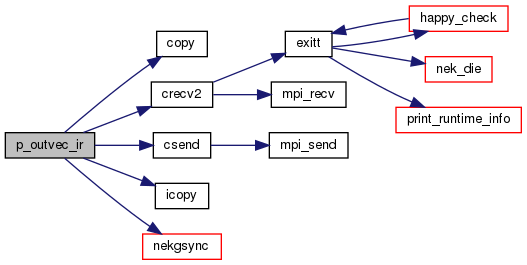 happy_check
copy
exitt
nek_die
crecv2
mpi_recv
print_runtime_info
p_outvec_ir
csend
mpi_send
icopy
nekgsync